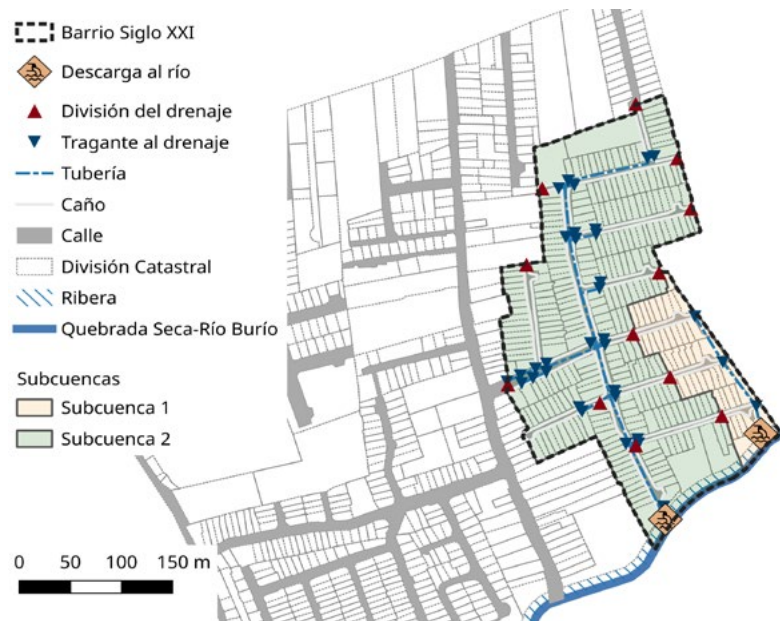 Barrio Siglo XXI
Descarga al río
División del drenaje
Tragante al drenaje
Tubería
Caño
Calle
División Catastral
Ribera
Quebrada Seca-Río Burío
Subcuencas
Subcuenca 1
Subcuenca 2
0 50 100 150 m